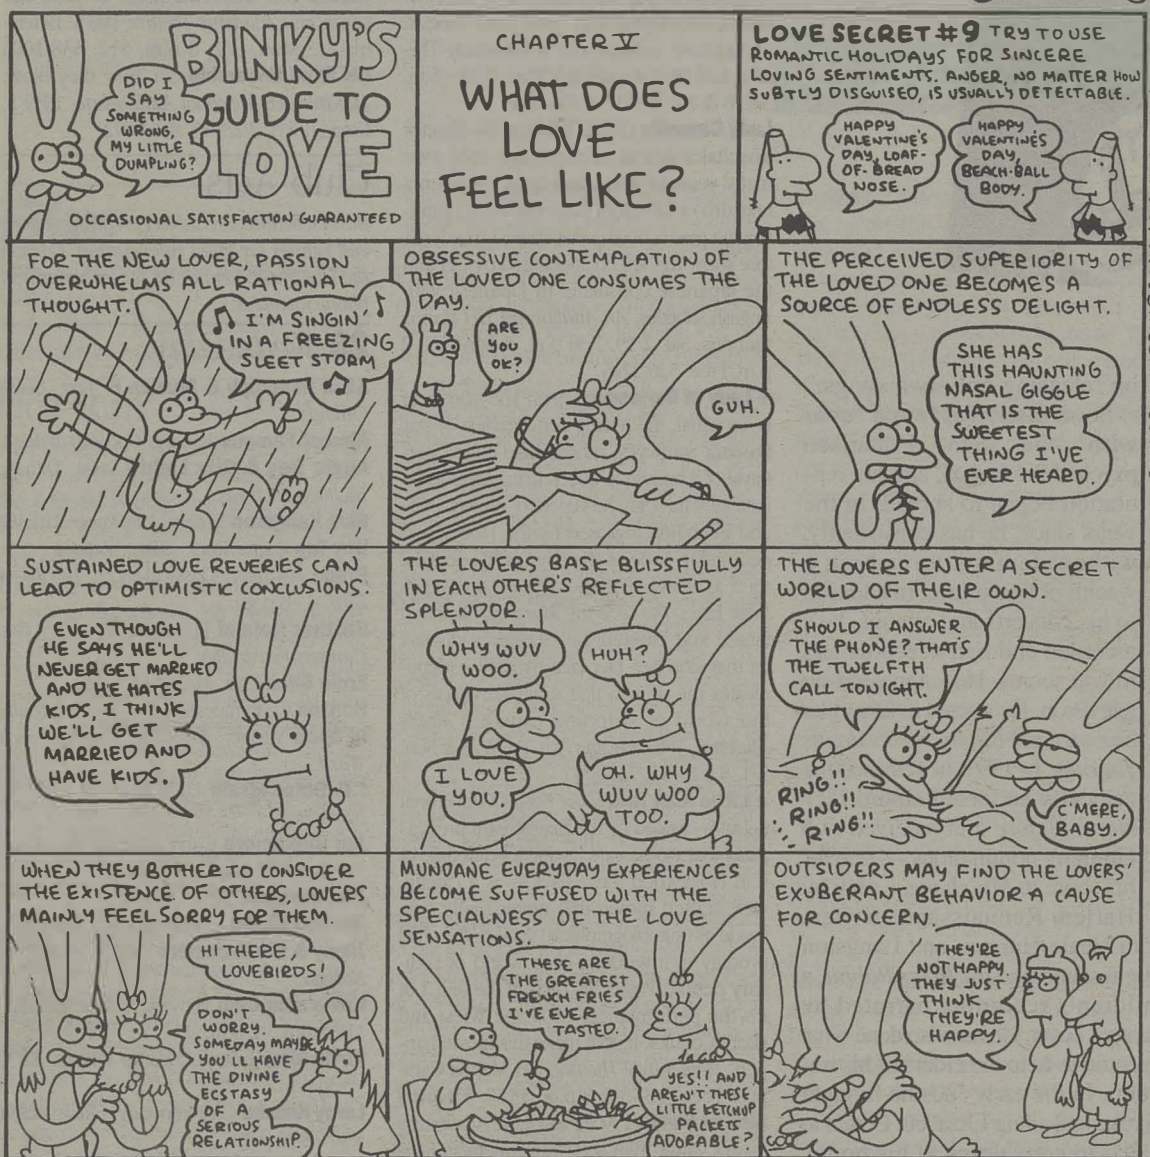 BINKY'S
GUIDE TO
LOVE
DID I
SAY
SOMETHING
WRONG,
MY LITTLE
DUMPLING?
OCCASIONAL SATISFACTION GUARANTEED
CHAPTER V
WHAT DOES
LOVE
FEEL LIKE?
LOVE SECRET #9 TRY TO USE
ROMANTIC HOLIDAYS FOR SINCERE
LOVING SENTIMENTS. ANGER, NO MATTER HOW
SUBTLY DISGUISED, IS USUALLY DETECTABLE.
HAPPY
VALENTINE'S
DAY, LOAF-
OF-BREAD
NOSE.
HAPPY
VALENTINE'S
DAY,
BEACH-BALL
BODY.
FOR THE NEW LOVER, PASSION
OVERWHELMS ALL RATIONAL
THOUGHT.
I'M SINGIN'
IN A FREEZING
SLEET STORM
OBSESSIVE CONTEMPLATION OF
THE LOVED ONE CONSUMES THE
DAY.
ARE
YOU
OK?
GUH.
THE PERCEIVED SUPERIORITY OF
THE LOVED ONE BECOMES A
SOURCE OF ENDLESS DELIGHT.
SHE HAS
THIS HAUNTING
NASAL GIGGLE
THAT IS THE
SWEETEST
THING I'VE
EVER HEARD.
SUSTAINED LOVE REVERIES CAN
LEAD TO OPTIMISTIC CONCLUSIONS.
EVEN THOUGH
HE SAYS HE'LL
NEVER GET MARRIED
AND HE HATES
KIDS, I THINK
WE'LL GET
MARRIED AND
HAVE KIDS.
THE LOVERS BASK BLISSFULLY
IN EACH OTHER'S REFLECTED
SPLENDOR.
WHY WUV
WOO.
HUH?
I LOVE
YOU.
OH. WHY
WUV WOO
TOO.
THE LOVERS ENTER A SECRET
WORLD OF THEIR OWN.
SHOULD I ANSWER
THE PHONE? THAT'S
THE TWELFTH
CALL TONIGHT.
RING!!
RING!!
RING!!
C'MERE,
BABY.
WHEN THEY BOTHER TO CONSIDER
THE EXISTENCE OF OTHERS, LOVERS
MAINLY FEEL SORRY FOR THEM.
HI THERE,
LOVEBIRDS!
DON'T
WORRY.
SOMEDAY MAYBE
YOU'LL HAVE
THE DIVINE
ECSTASY
OF A
SERIOUS
RELATIONSHIP.
MUNDANE EVERYDAY EXPERIENCES
BECOME SUFFUSED WITH THE
SPECIALNESS OF THE LOVE
SENSATIONS.
THESE ARE
THE GREATEST
FRENCH FRIES
I'VE EVER
TASTED.
YES!! AND
AREN'T THESE
LITTLE KETCHUP
PACKETS
ADORABLE?
OUTSIDERS MAY FIND THE LOVERS'
EXUBERANT BEHAVIOR A CAUSE
FOR CONCERN.
THEY'RE
NOT HAPPY.
THEY JUST
THINK
THEY'RE
HAPPY.